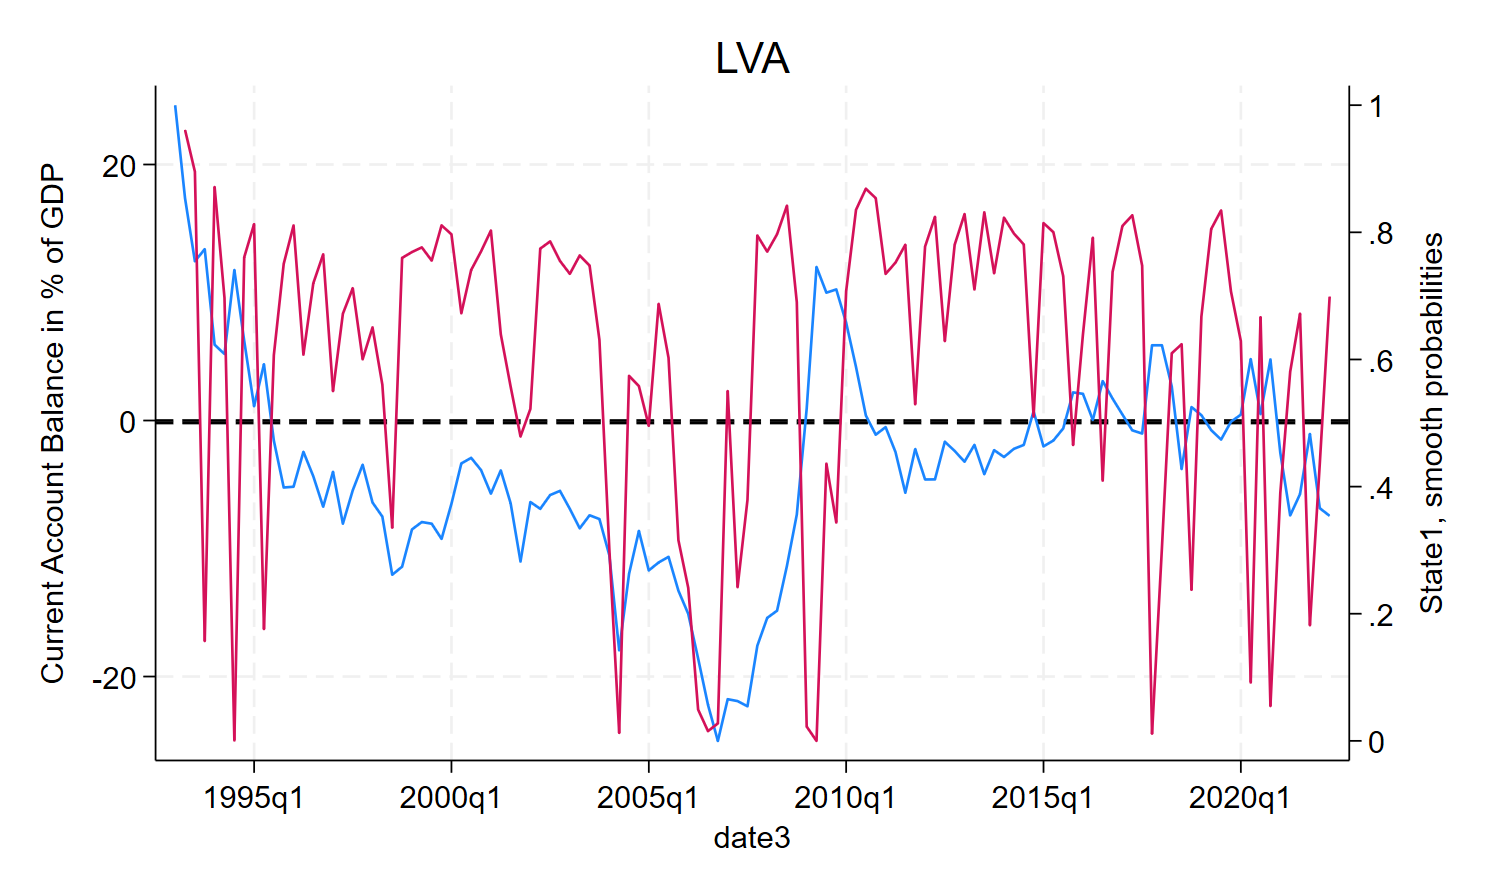 LVA
Current Account Balance in % of GDP
20
0
-20
1
.8
.6
.4
.2
0
State1, smooth probabilities
1995q1 2000q1 2005q1 2010q1 2015q1 2020q1
date3